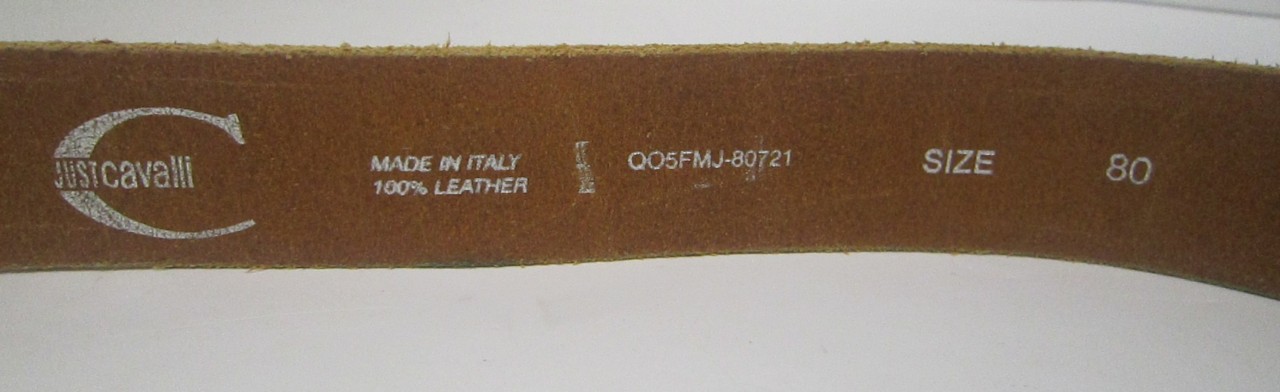 JUST cavalli
MADE IN ITALY
100% LEATHER
QO5FMJ-80721
SIZE 80